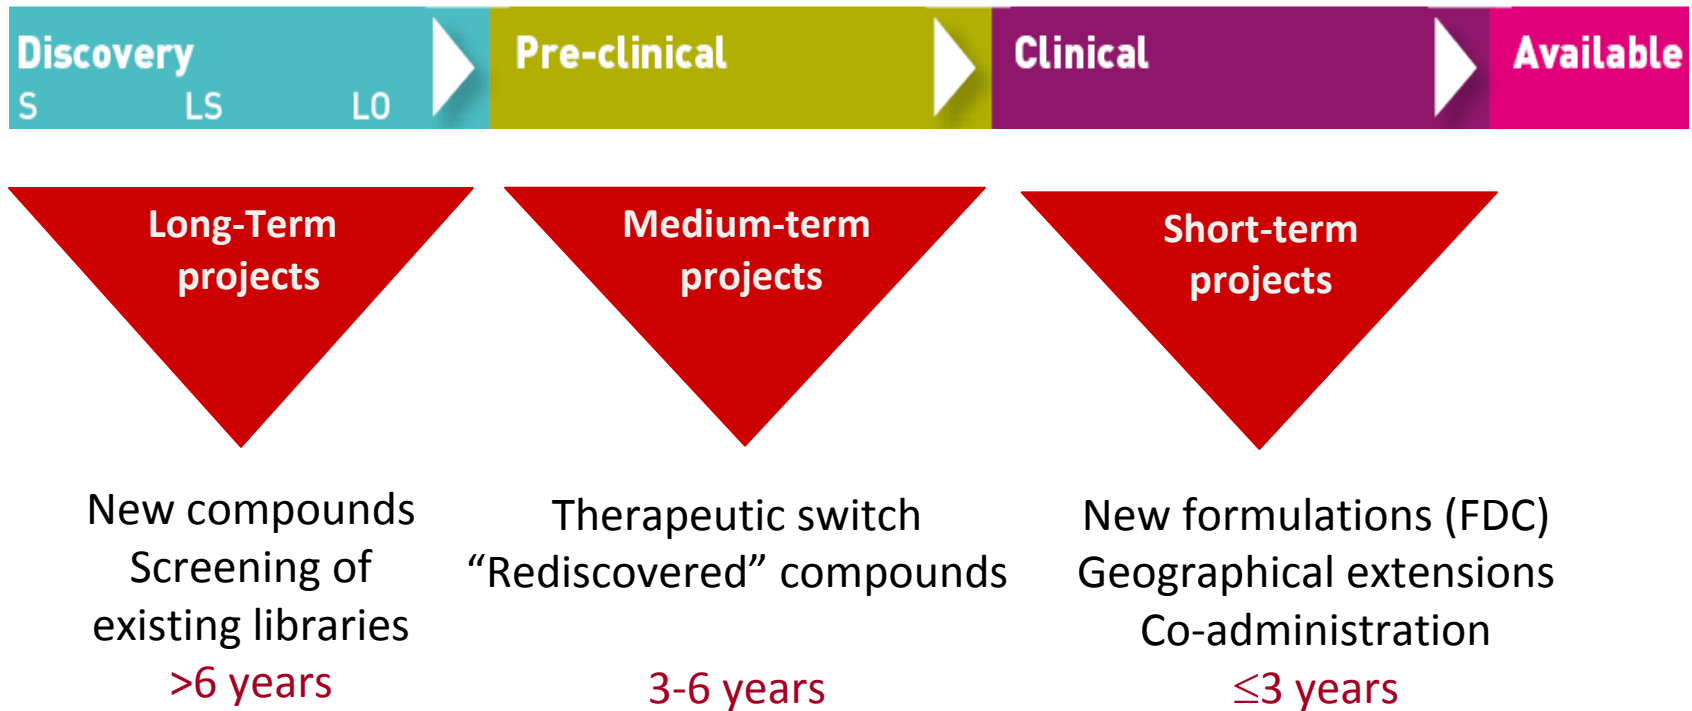 Discovery
S LS LO
Pre-clinical
Clinical
Available
Long-Term
projects
Medium-term
projects
Short-term
projects
New compounds
Screening of
existing libraries
>6 years
Therapeutic switch
“Rediscovered” compounds
3-6 years
New formulations (FDC)
Geographical extensions
Co-administration
≤3 years